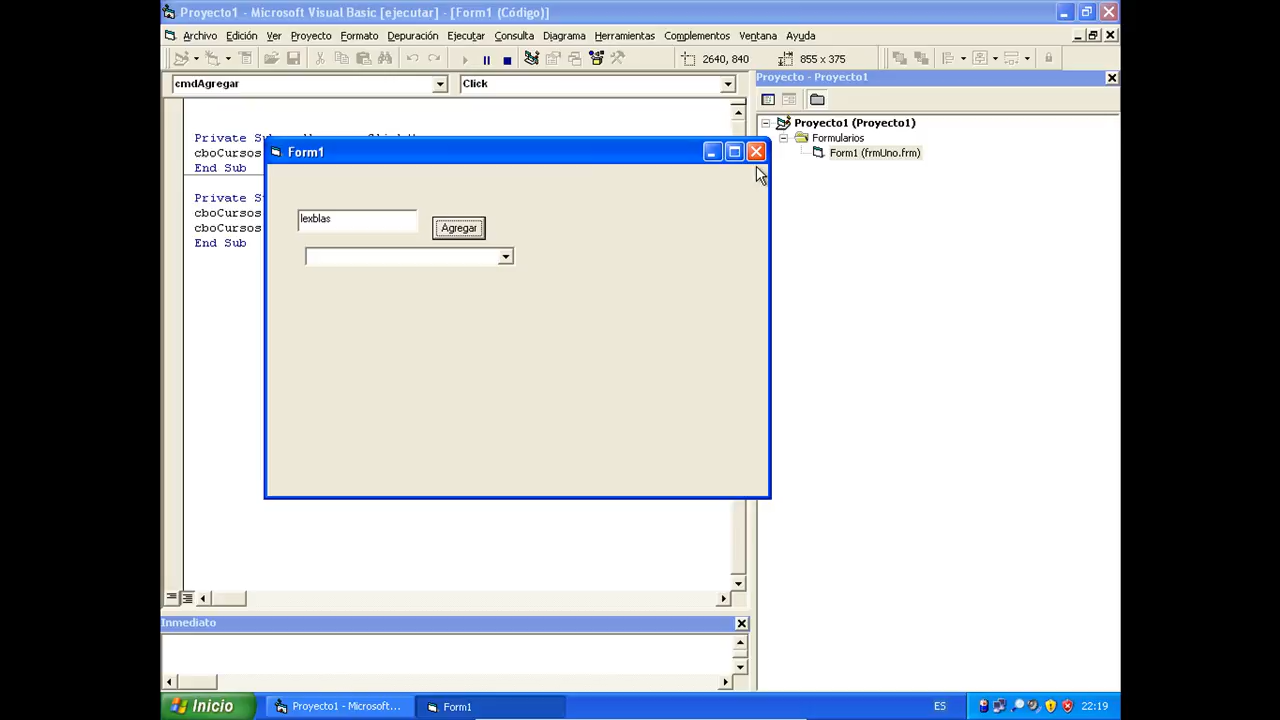 Proyecto1 - Microsoft Visual Basic [ejecutar] - [Form1 (Código)]
Archivo Edición Ver Proyecto Formato Depuración Ejecutar Consulta Diagrama Herramientas Complementos Ventana Ayuda
2640, 840 855 x 375
cmdAgregar Click
Proyecto - Proyecto1
Proyecto1 (Proyecto1)
Formularios
Form1 (frmUno.frm)
Private
cboCursos
End Sub
Private
cboCursos
cboCursos
End Sub
Form1
lexblas
Agregar
Inmediato
Inicio Proyecto1 - Microsoft... Form1 ES 22:19